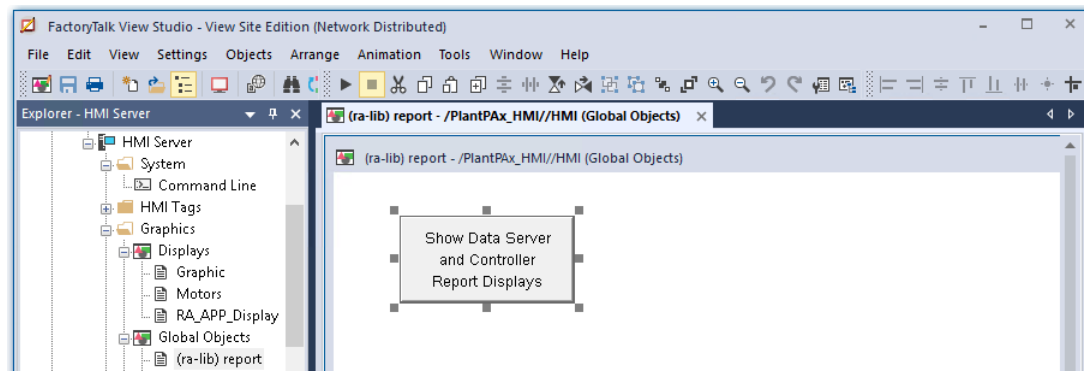 FactoryTalk View Studio - View Site Edition (Network Distributed)
File Edit View Settings Objects Arrange Animation Tools Window Help
Explorer - HMI Server
(ra-lib) report - /PlantPAx_HMI//HMI (Global Objects)
HMI Server
System
Command Line
HMI Tags
Graphics
Displays
Graphic
Motors
RA_APP_Display
Global Objects
(ra-lib) report
(ra-lib) report - /PlantPAx_HMI//HMI (Global Objects)
Show Data Server
and Controller
Report Displays